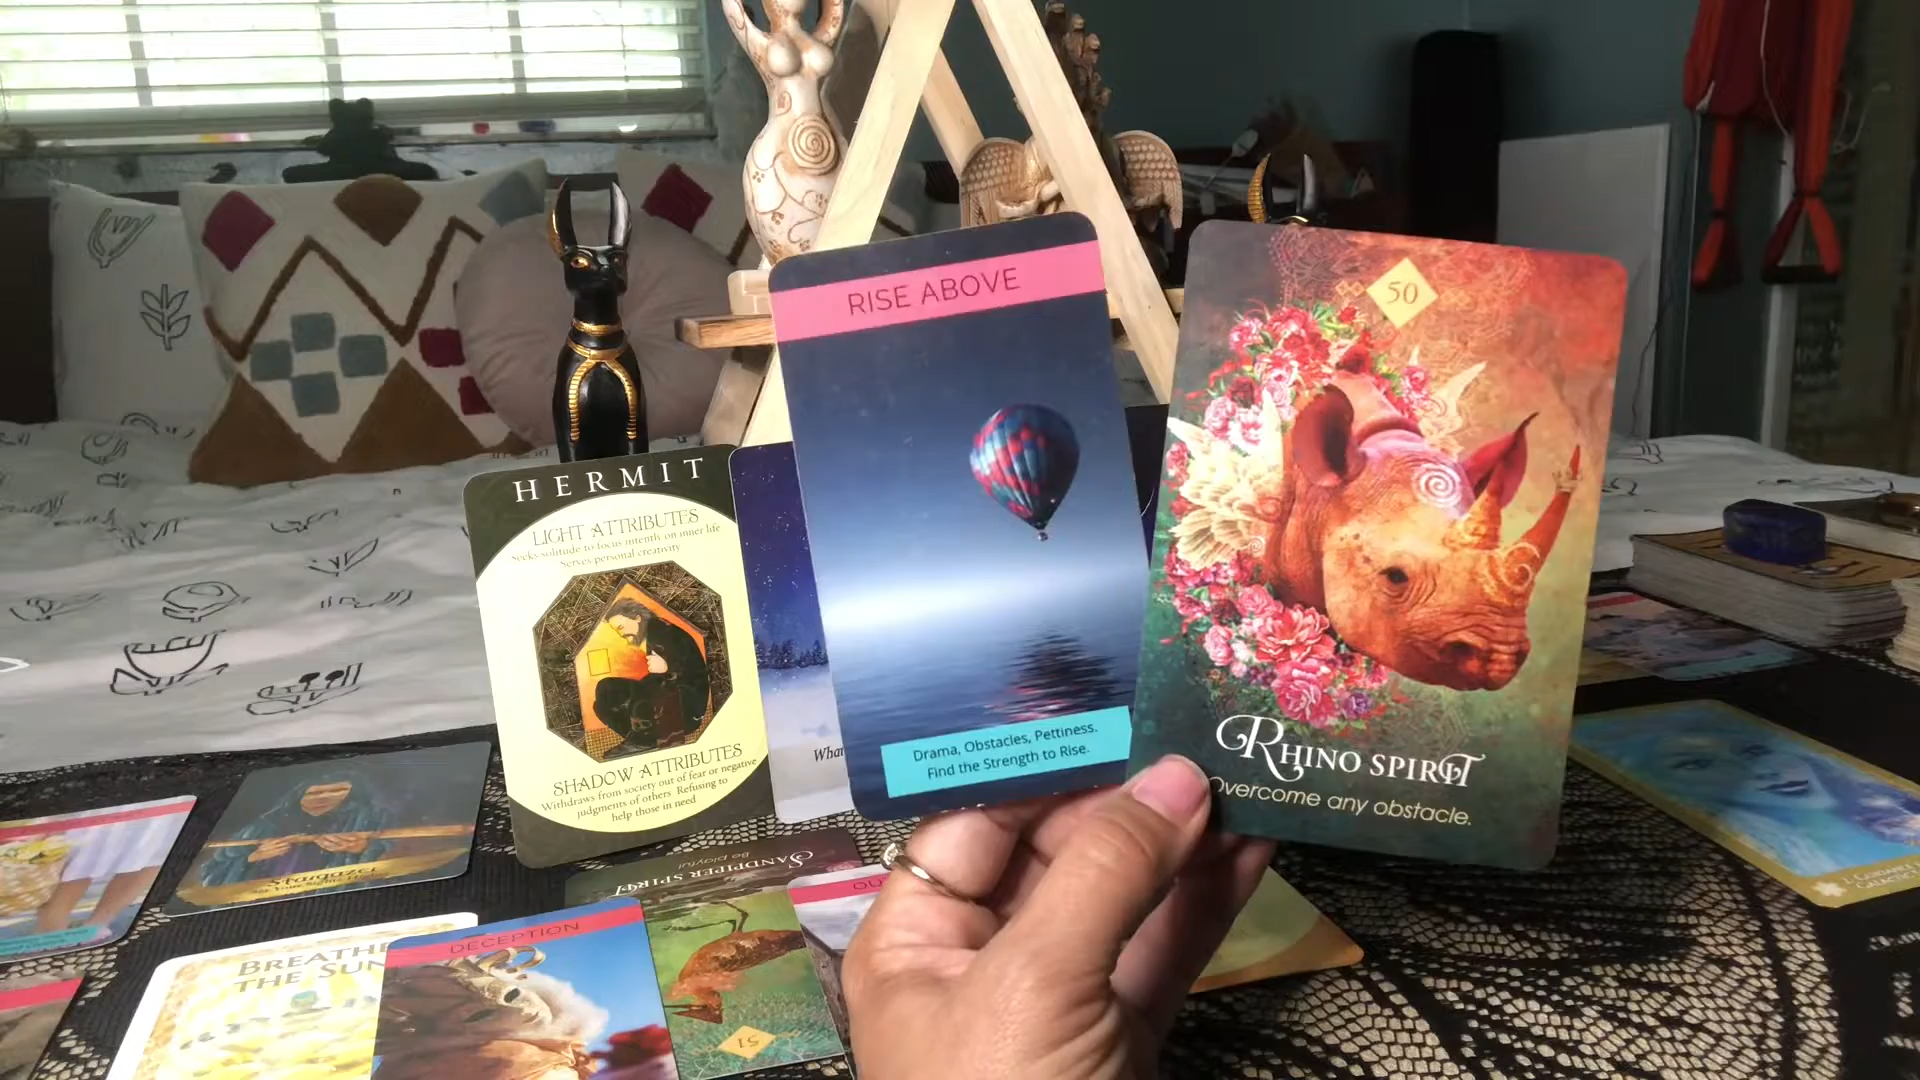 RISE ABOVE
Drama, Obstacles, Pettiness.
Find the Strength to Rise.
50
RHINO SPIRIT
Overcome any obstacle.
HERMIT
LIGHT ATTRIBUTES
Seeks solitude to focus intently on inner life
Serves personal creativity
SHADOW ATTRIBUTES
Withdraws from society out of fear or negative
judgments of others Refusing to
help those in need
What
SANDPIPER SPIRIT
Be playful
BREATHE
THE SUN
DECEPTION
51